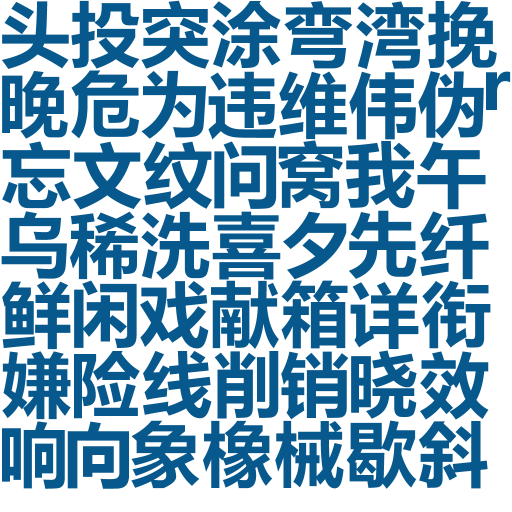 头投突涂弯湾挽
晚危为违维伟伪r
忘文纹问窝我午
乌稀洗喜夕先纤
鲜闲戏献箱详衔
嫌险线削销晓效
响向象橡械歇斜